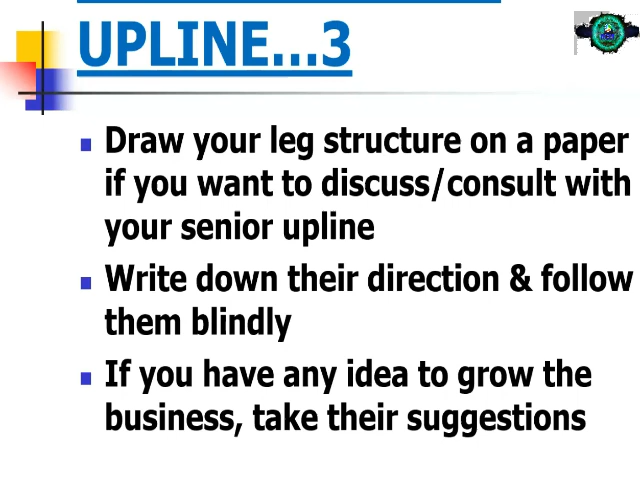 UPLINE...3
Draw your leg structure on a paper
if you want to discuss/consult with
your senior upline
Write down their direction & follow
them blindly
If you have any idea to grow the
business, take their suggestions